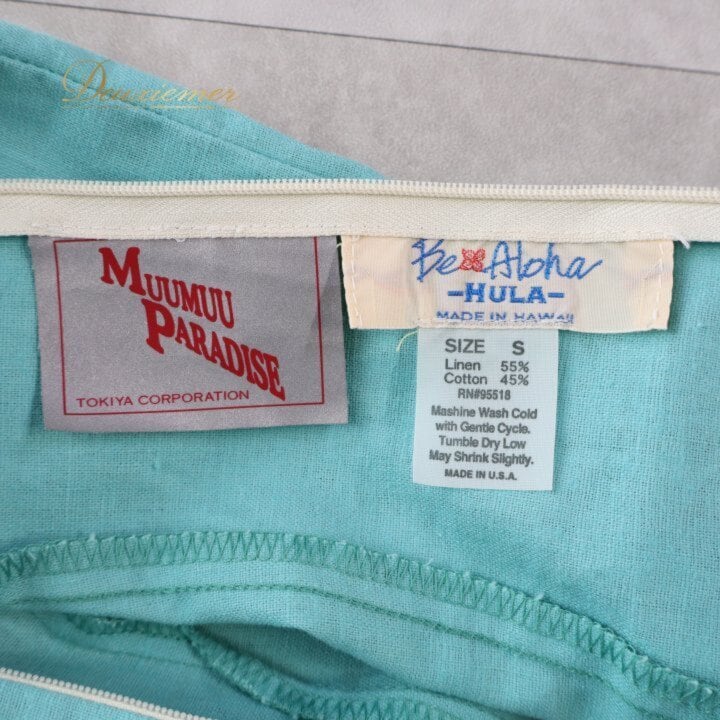 Denxiemer
MUUMUU
PARADISE
TOKIYA CORPORATION
Be Aloha
-HULA-
MADE IN HAWAII
SIZE S
Linen 55%
Cotton 45%
RN#95518
Mashine Wash Cold
with Gentle Cycle.
Tumble Dry Low
May Shrink Slightly.
MADE IN U.S.A.